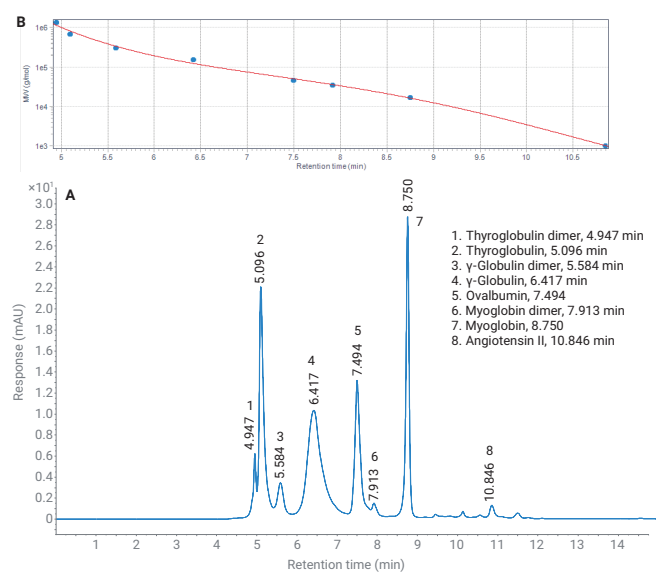 B
1e6
1e5
1e4
1e3
MW (g/mol)
5 5.5 6 6.5 7 7.5 8 8.5 9 9.5 10 10.5
Retention time (min)
×10¹
A
3.0
2.8
2.6
2.4
2.2
2.0
1.8
1.6
1.4
1.2
1.0
0.8
0.6
0.4
0.2
0
Response (mAU)
1
4.947
2
5.096
3
5.584
4
6.417
5
7.494
6
7.913
8.750
7
8
10.846
1. Thyroglobulin dimer, 4.947 min
2. Thyroglobulin, 5.096 min
3 γ-Globulin dimer, 5.584 min
4. γ-Globulin, 6.417 min
5. Ovalbumin, 7.494
6. Myoglobin dimer, 7.913 min
7. Myoglobin, 8.750
8. Angiotensin II, 10.846 min
1 2 3 4 5 6 7 8 9 10 11 12 13 14
Retention time (min)